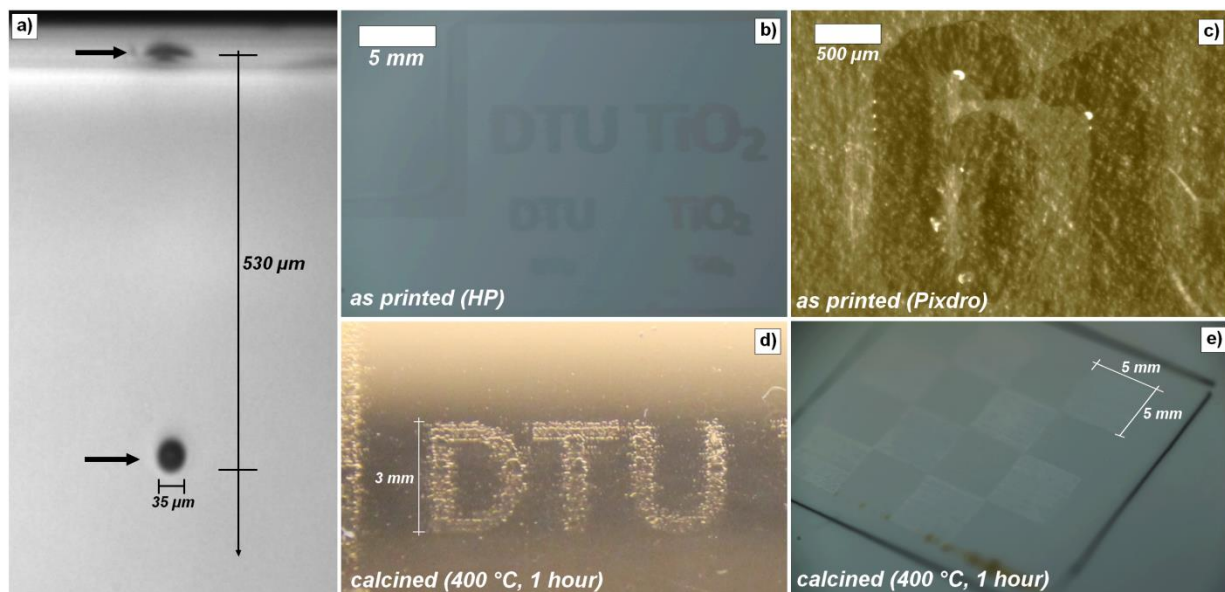 a)
530 µm
35 µm
b)
5 mm
DTU TiO₂
DTU TiO₂
as printed (HP)
c)
500 µm
as printed (Pixdro)
d)
3 mm
DTU
calcined (400 °C, 1 hour)
e)
5 mm
5 mm
calcined (400 °C, 1 hour)